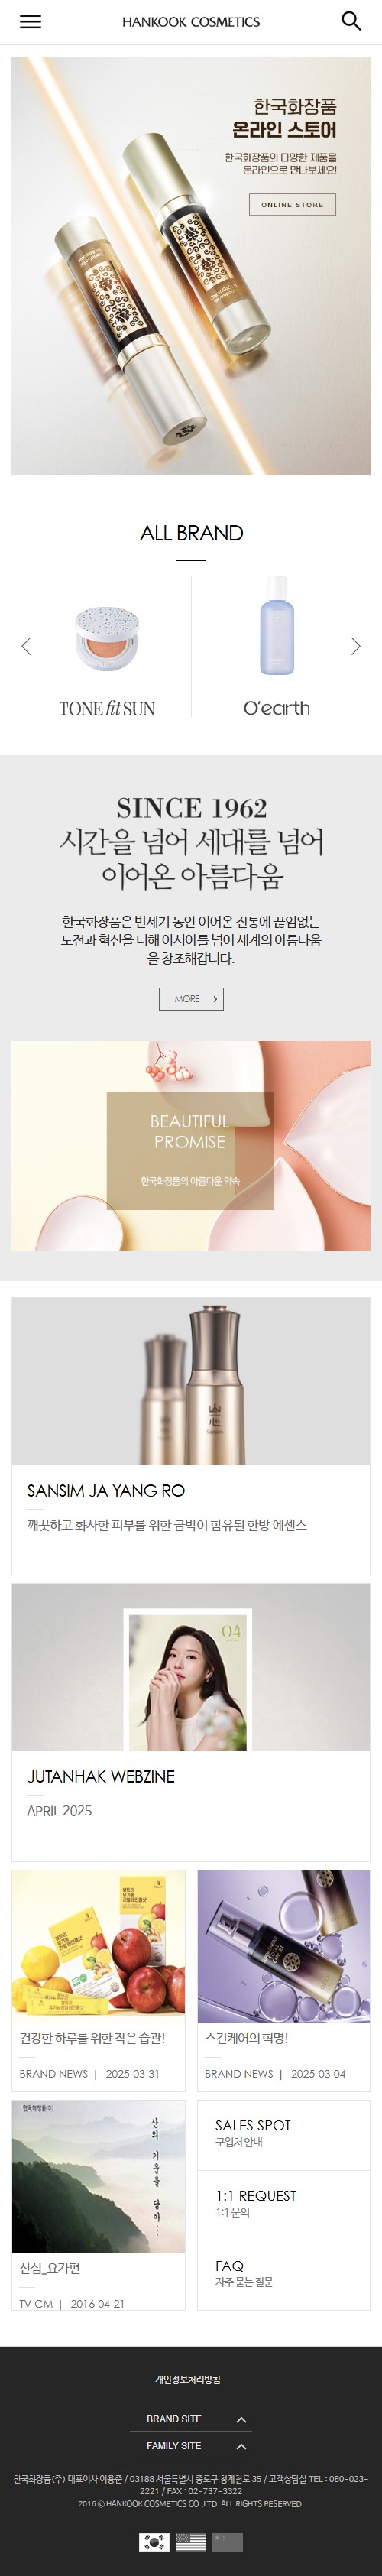 HANKOOK COSMETICS
한국화장품
온라인 스토어
한국화장품의 다양한 제품을
온라인으로 만나보세요!
ONLINE STORE
ALL BRAND
TONE fit SUN
O'earth
SINCE 1962
시간을 넘어 세대를 넘어
이어온 아름다움
한국화장품은 반세기 동안 이어온 전통에 끊임없는
도전과 혁신을 더해 아시아를 넘어 세계의 아름다움
을 창조해갑니다.
MORE
BEAUTIFUL
PROMISE
한국화장품의 아름다운 약속
SANSIM JA YANG RO
깨끗하고 화사한 피부를 위한 금박이 함유된 한방 에센스
04
JUTANHAK WEBZINE
APRIL 2025
건강한 하루를 위한 작은 습관!
BRAND NEWS | 2025-03-31
스킨케어의 혁명!
BRAND NEWS | 2025-03-04
한국화장품(주)
산의 기운을 담아...
산심_요가편
TV CM | 2016-04-21
SALES SPOT
구입처 안내
1:1 REQUEST
1:1 문의
FAQ
자주 묻는 질문
개인정보처리방침
BRAND SITE
FAMILY SITE
한국화장품(주) 대표이사 이용준 / 03188 서울특별시 종로구 청계천로 35 / 고객상담실 TEL : 080-023-
2221 / FAX : 02-737-3322
2016 ⓒ HANKOOK COSMETICS CO.,LTD. ALL RIGHTS RESERVED.